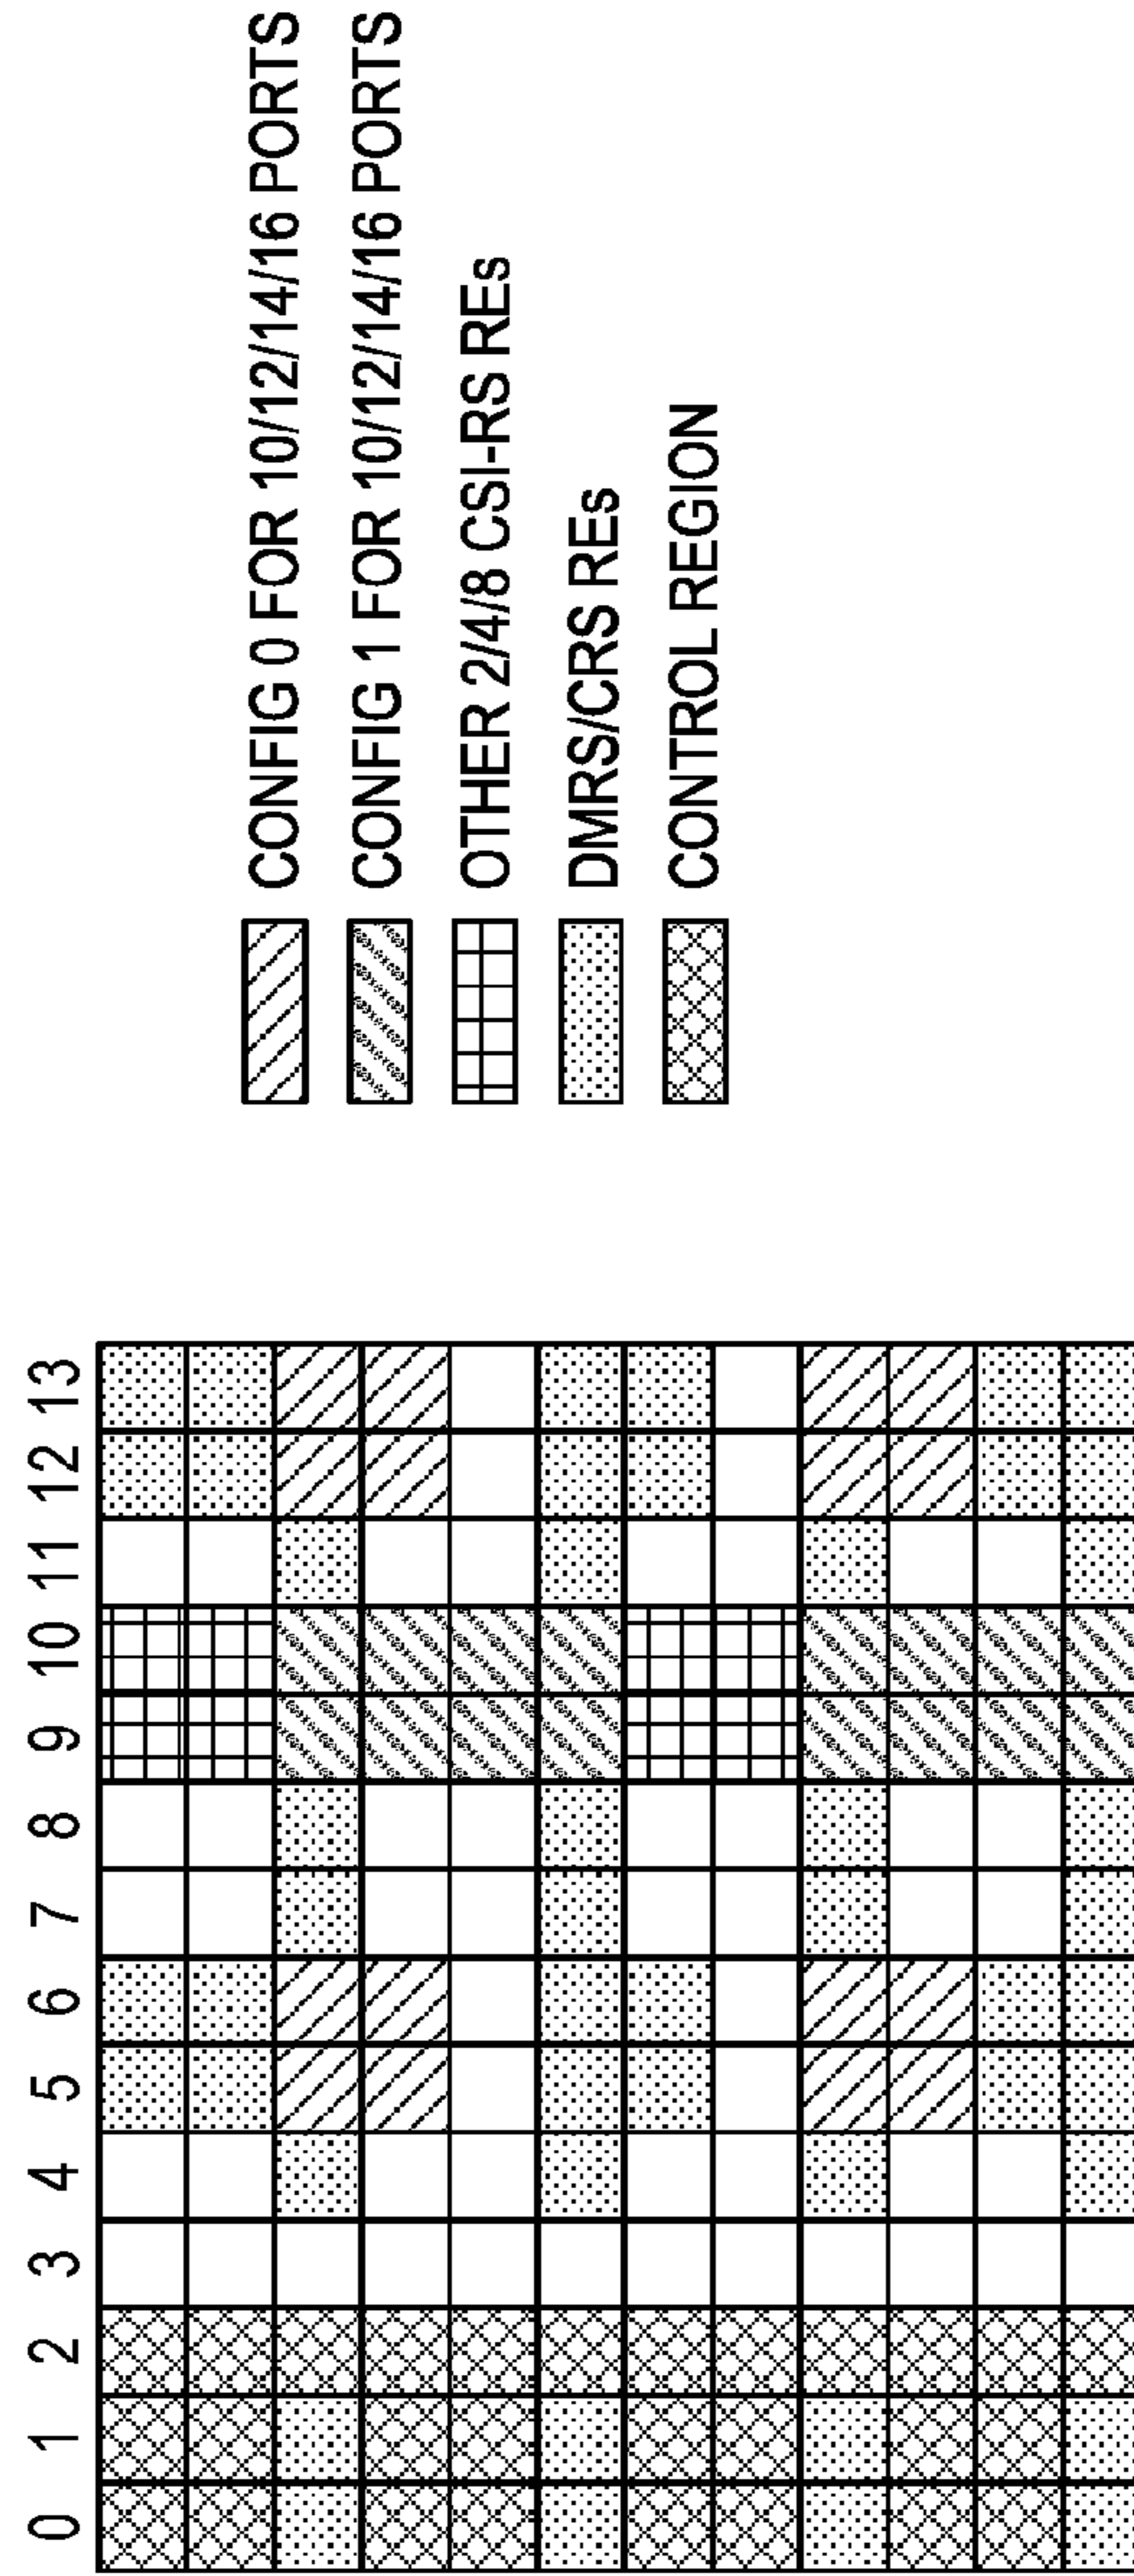 0 1 2 3 4 5 6 7 8 9 10 11 12 13
CONFIG 0 FOR 10/12/14/16 PORTS
CONFIG 1 FOR 10/12/14/16 PORTS
OTHER 2/4/8 CSI-RS REs
DMRS/CRS REs
CONTROL REGION